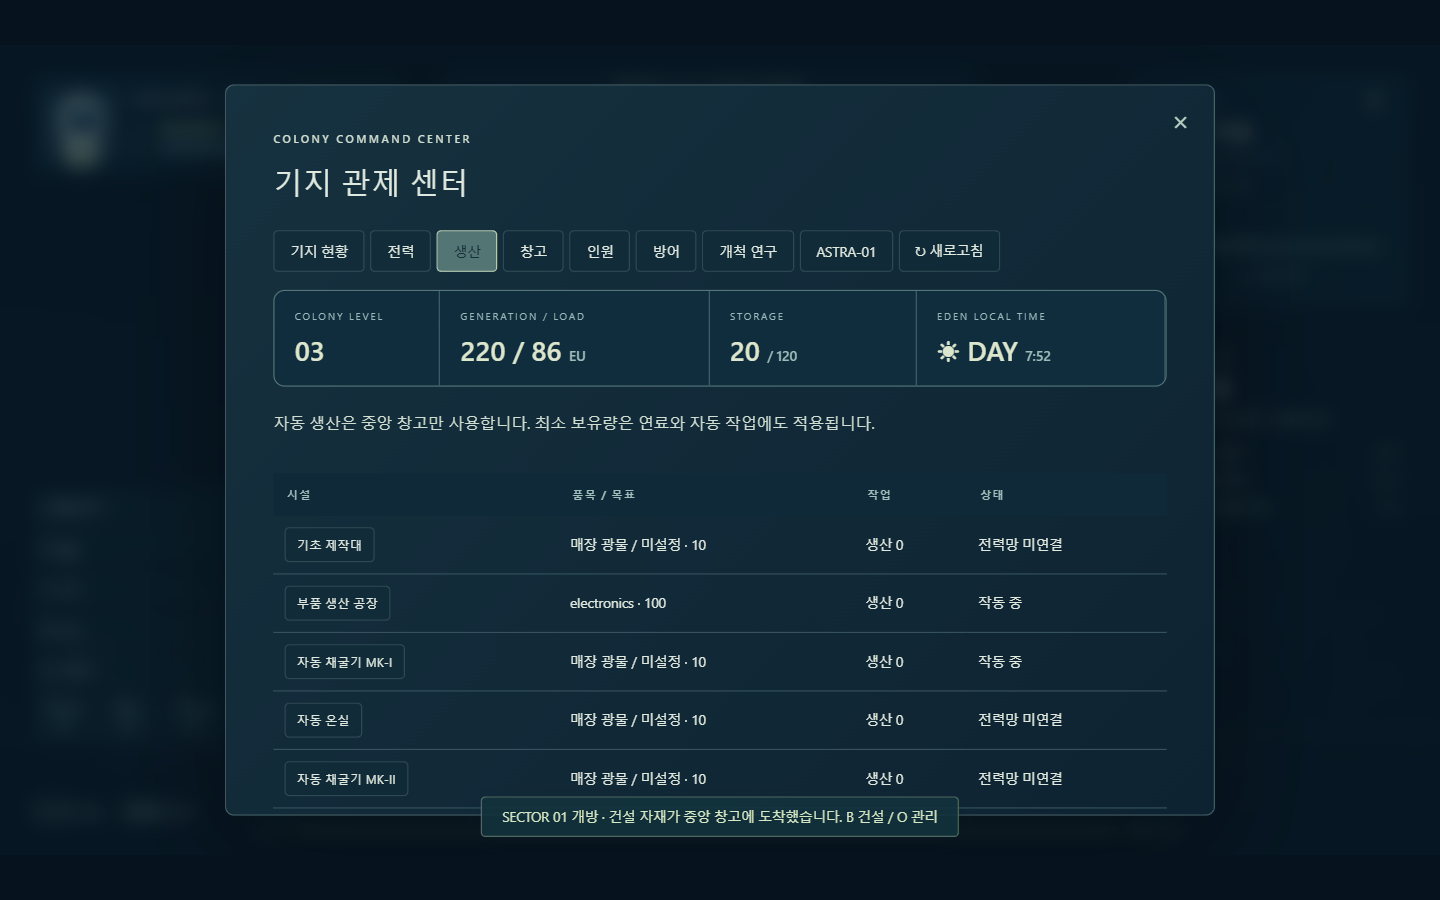 COLONY COMMAND CENTER
기지 관제 센터
✕
기지 현황 전력 생산 창고 인원 방어 개척 연구 ASTRA-01 ↻ 새로고침
COLONY LEVEL GENERATION / LOAD STORAGE EDEN LOCAL TIME
03 220 / 86 EU 20 / 120 ☀ DAY 7:52
자동 생산은 중앙 창고만 사용합니다. 최소 보유량은 연료와 자동 작업에도 적용됩니다.
시설 품목 / 목표 작업 상태
기초 제작대 매장 광물 / 미설정 · 10 생산 0 전력망 미연결
부품 생산 공장 electronics · 100 생산 0 작동 중
자동 채굴기 MK-I 매장 광물 / 미설정 · 10 생산 0 작동 중
자동 온실 매장 광물 / 미설정 · 10 생산 0 전력망 미연결
자동 채굴기 MK-II 매장 광물 / 미설정 · 10 생산 0 전력망 미연결
SECTOR 01 개방 · 건설 자재가 중앙 창고에 도착했습니다. B 건설 / O 관리